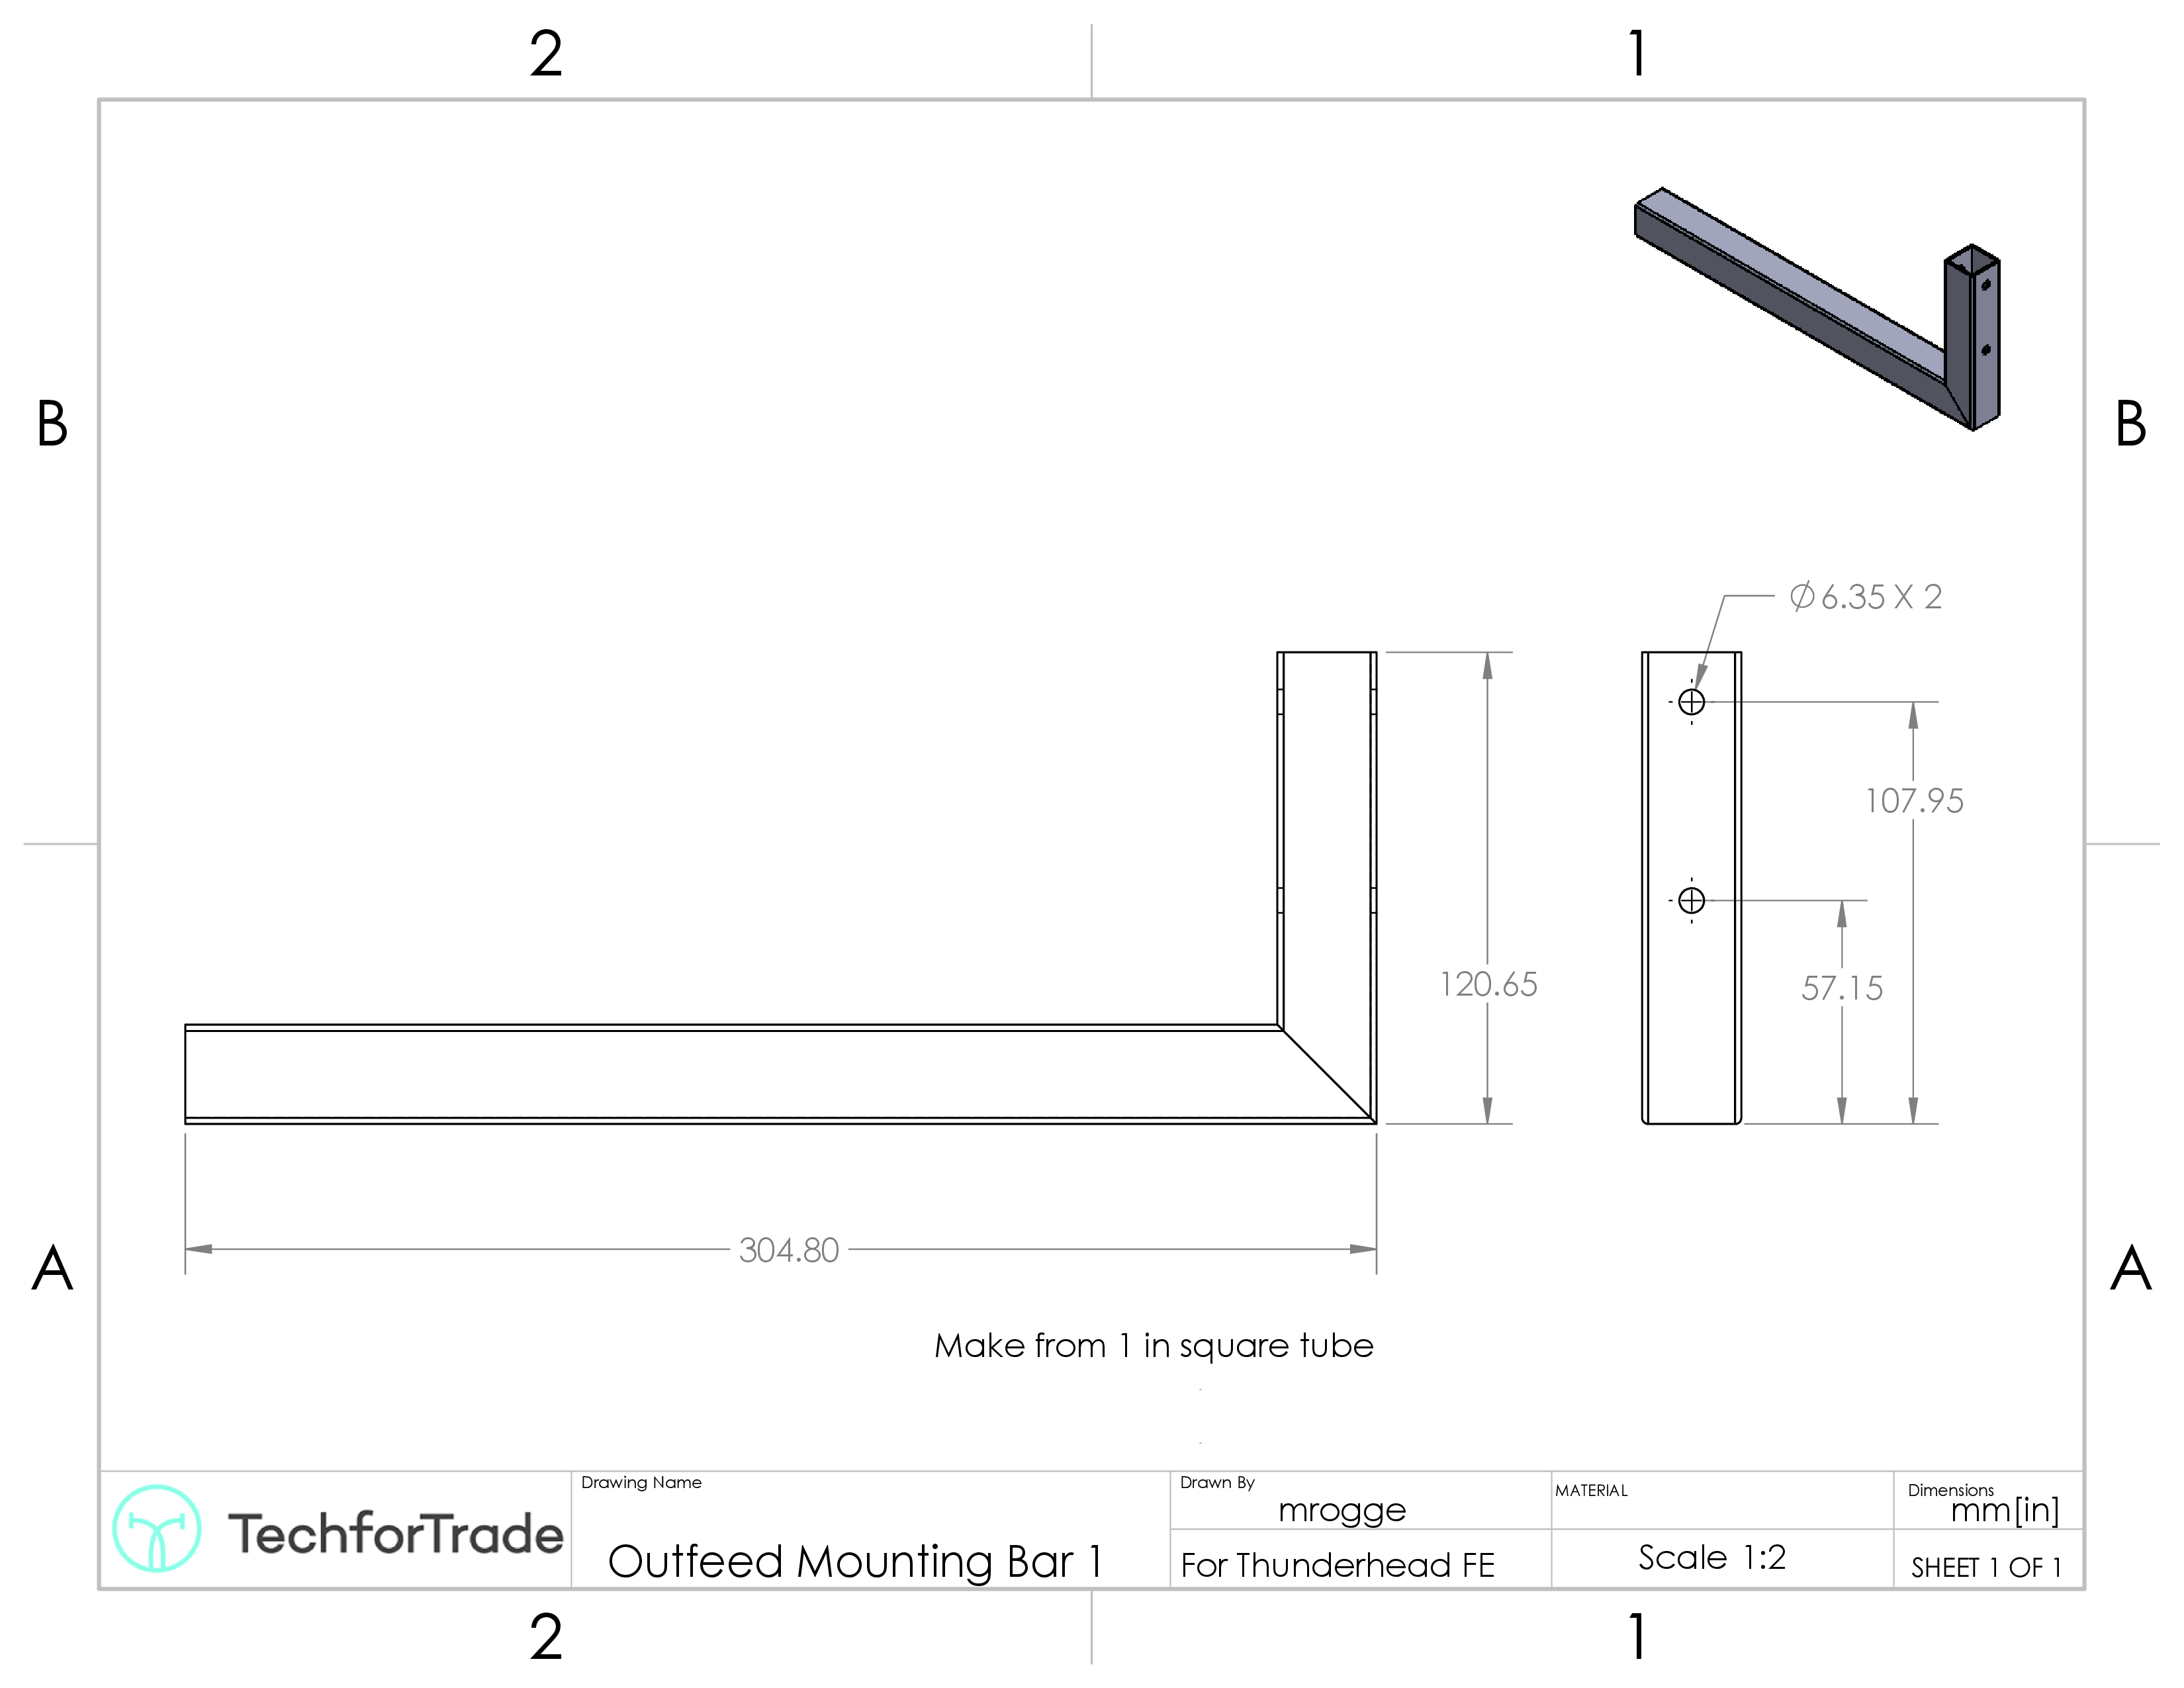 2
1
B
B
⌀6.35 X 2
107.95
120.65
57.15
304.80
A
A
Make from 1 in square tube
TechforTrade
Drawing Name
Outfeed Mounting Bar 1
Drawn By
mrogge
For Thunderhead FE
MATERIAL
Scale 1:2
Dimensions
mm[in]
SHEET 1 OF 1
2
1